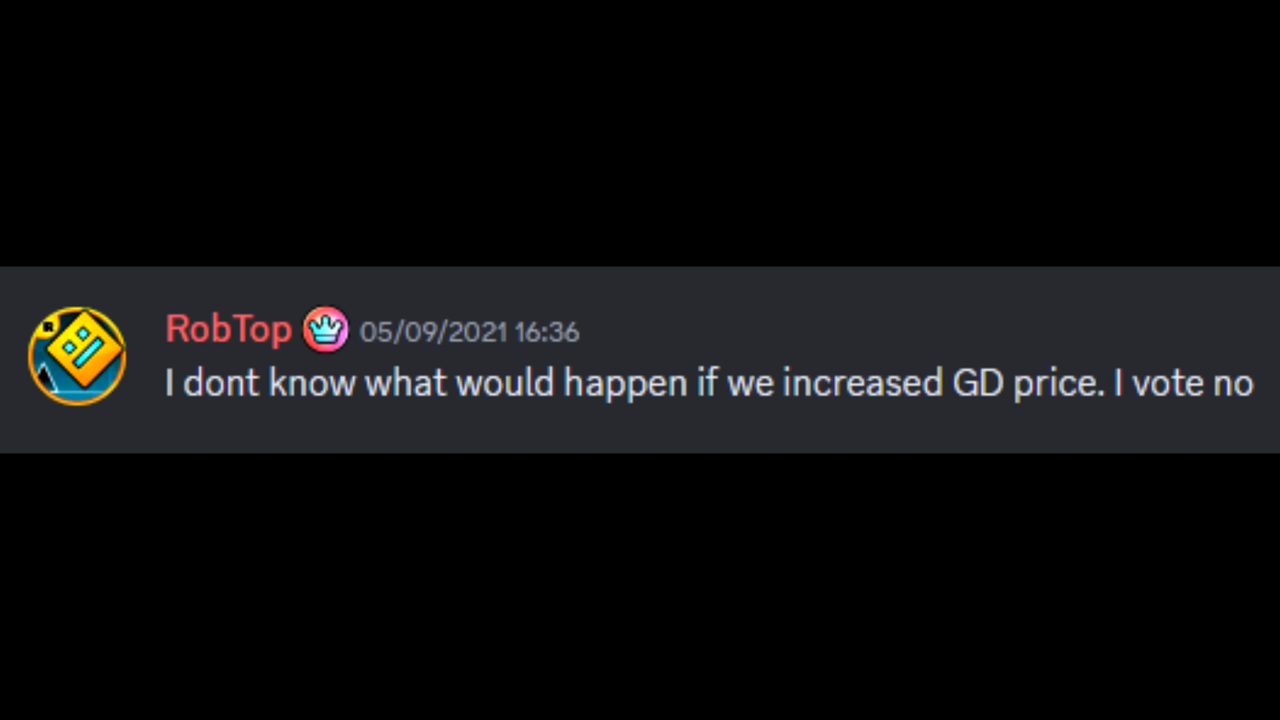 RobTop 05/09/2021 16:36
I dont know what would happen if we increased GD price. I vote no